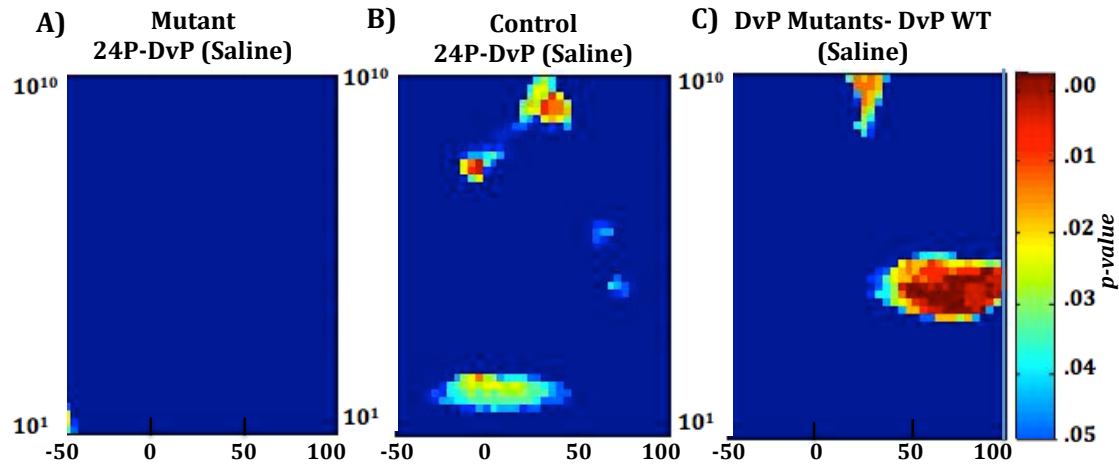 A)
Mutant
24P-DvP (Saline)
B)
Control
24P-DvP (Saline)
C)
DvP Mutants- DvP WT
(Saline)
10¹⁰
10¹
-50 0 50 100
10¹⁰
10¹
-50 0 50 100
10¹⁰
10¹
-50 0 50 100
.00
.01
.02
.03
.04
.05
p-value